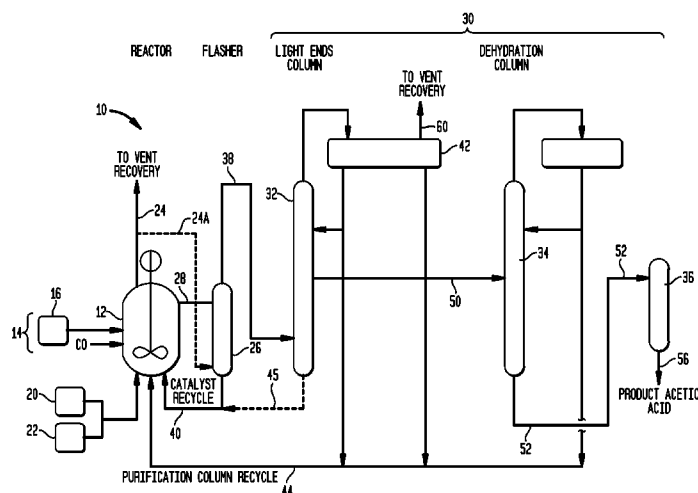 30
REACTOR
FLASHER
LIGHT ENDS
COLUMN
DEHYDRATION
COLUMN
TO VENT
RECOVERY
60
10
42
TO VENT
RECOVERY
38
32
24
24A
34
52
36
28
16
12
50
14
CO
26
56
CATALYST
RECYCLE
45
PRODUCT ACETIC
ACID
20
40
22
52
PURIFICATION COLUMN RECYCLE
44